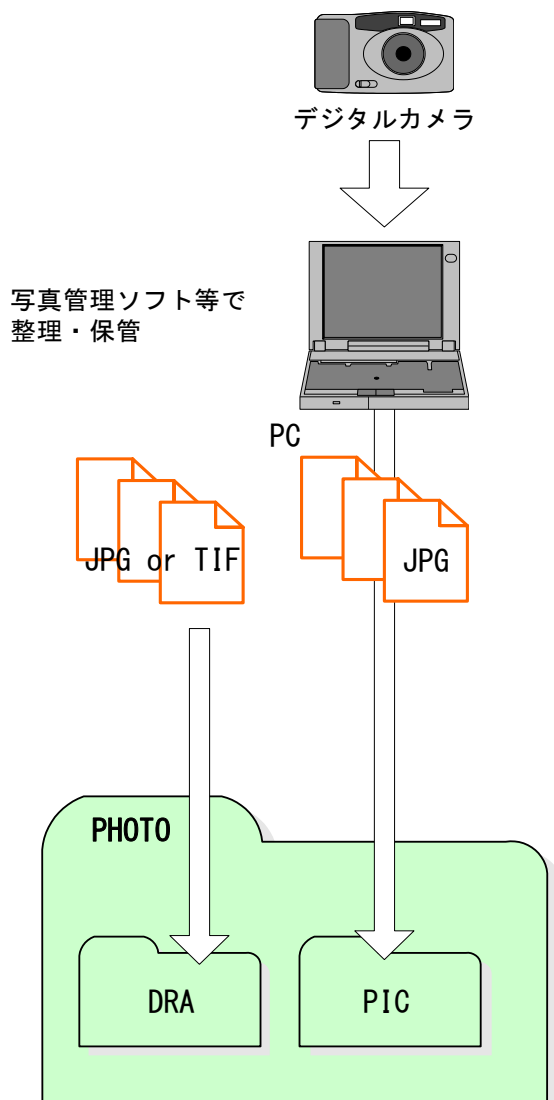 デジタルカメラ
写真管理ソフト等で
整理・保管
PC
JPG or TIF
JPG
PHOTO
DRA
PIC